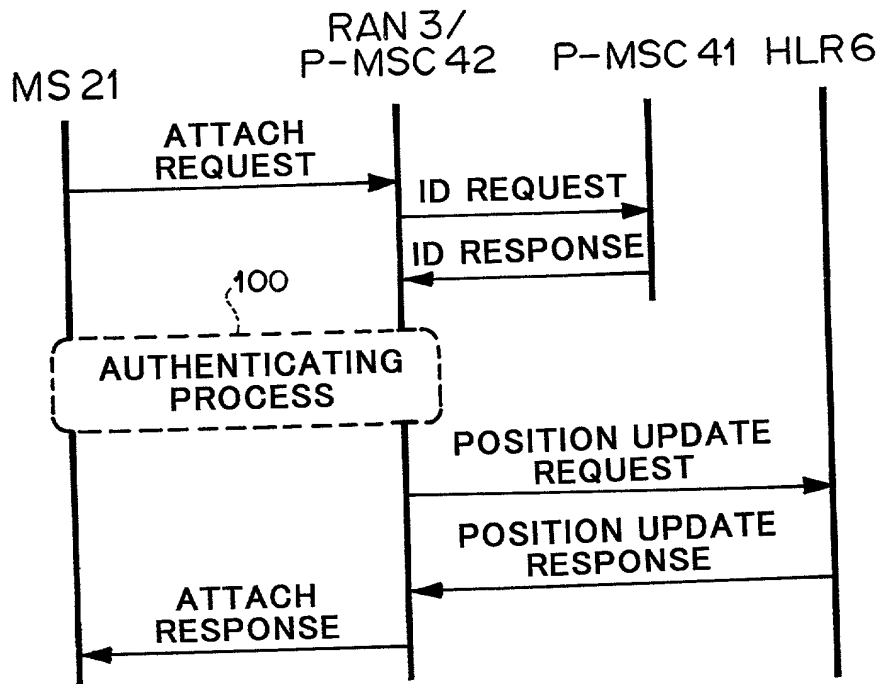 MS 21
RAN 3/
P-MSC 42
P-MSC 41
HLR 6
ATTACH
REQUEST
ID REQUEST
ID RESPONSE
100
AUTHENTICATING
PROCESS
POSITION UPDATE
REQUEST
POSITION UPDATE
RESPONSE
ATTACH
RESPONSE